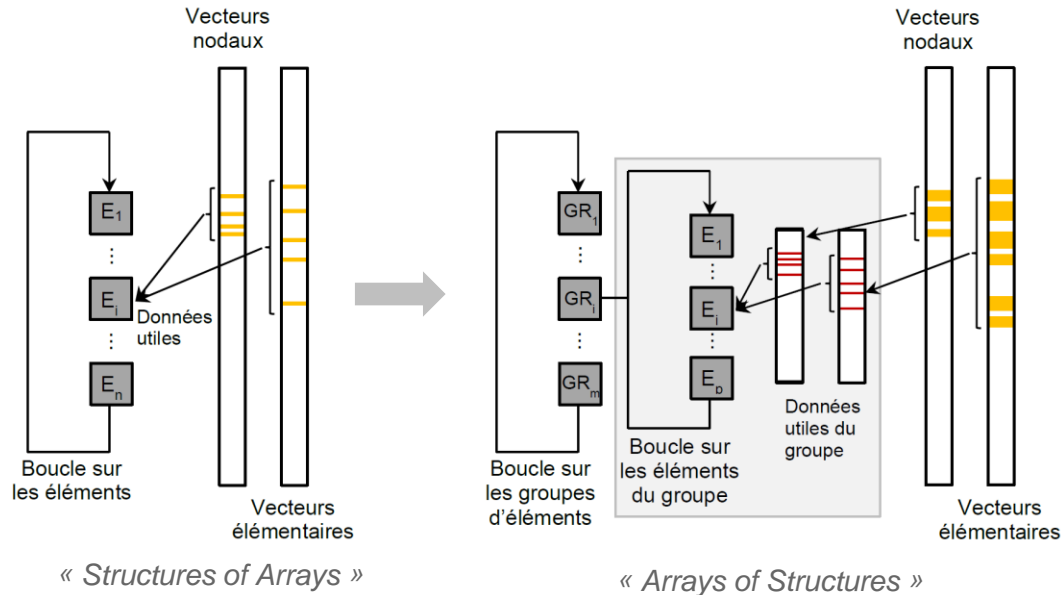 Vecteurs
nodaux
E1
⋮
Ei
⋮
En
Données
utiles
Boucle sur
les éléments
Vecteurs
élémentaires
« Structures of Arrays »
Vecteurs
nodaux
GR1
GRi
⋮
GRm
Boucle sur
les groupes
d'éléments
E1
⋮
Ei
⋮
Ep
Boucle sur
les éléments
du groupe
Données
utiles du
groupe
Vecteurs
élémentaires
« Arrays of Structures »